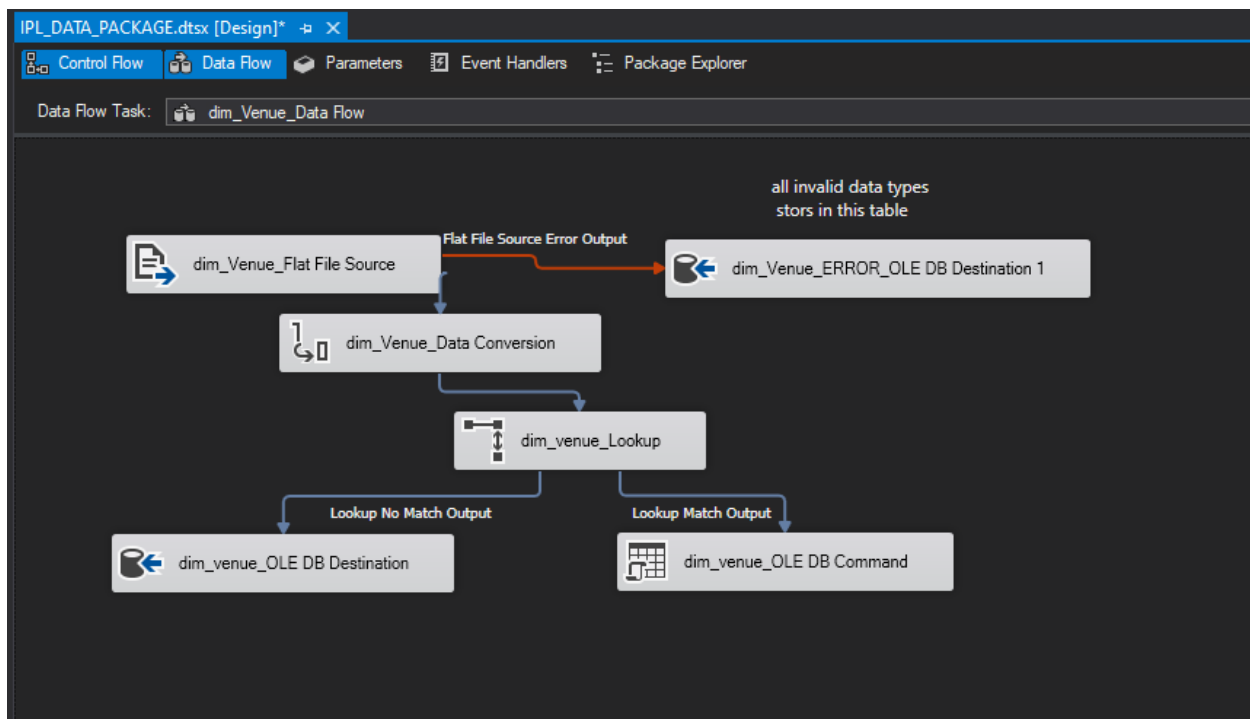 IPL_DATA_PACKAGE.dtsx [Design]*
Control Flow Data Flow Parameters Event Handlers Package Explorer
Data Flow Task: dim_Venue_Data Flow
all invalid data types
stors in this table
Flat File Source Error Output
dim_Venue_Flat File Source
dim_Venue_ERROR_OLE DB Destination 1
dim_Venue_Data Conversion
dim_venue_Lookup
Lookup No Match Output
Lookup Match Output
dim_venue_OLE DB Destination
dim_venue_OLE DB Command